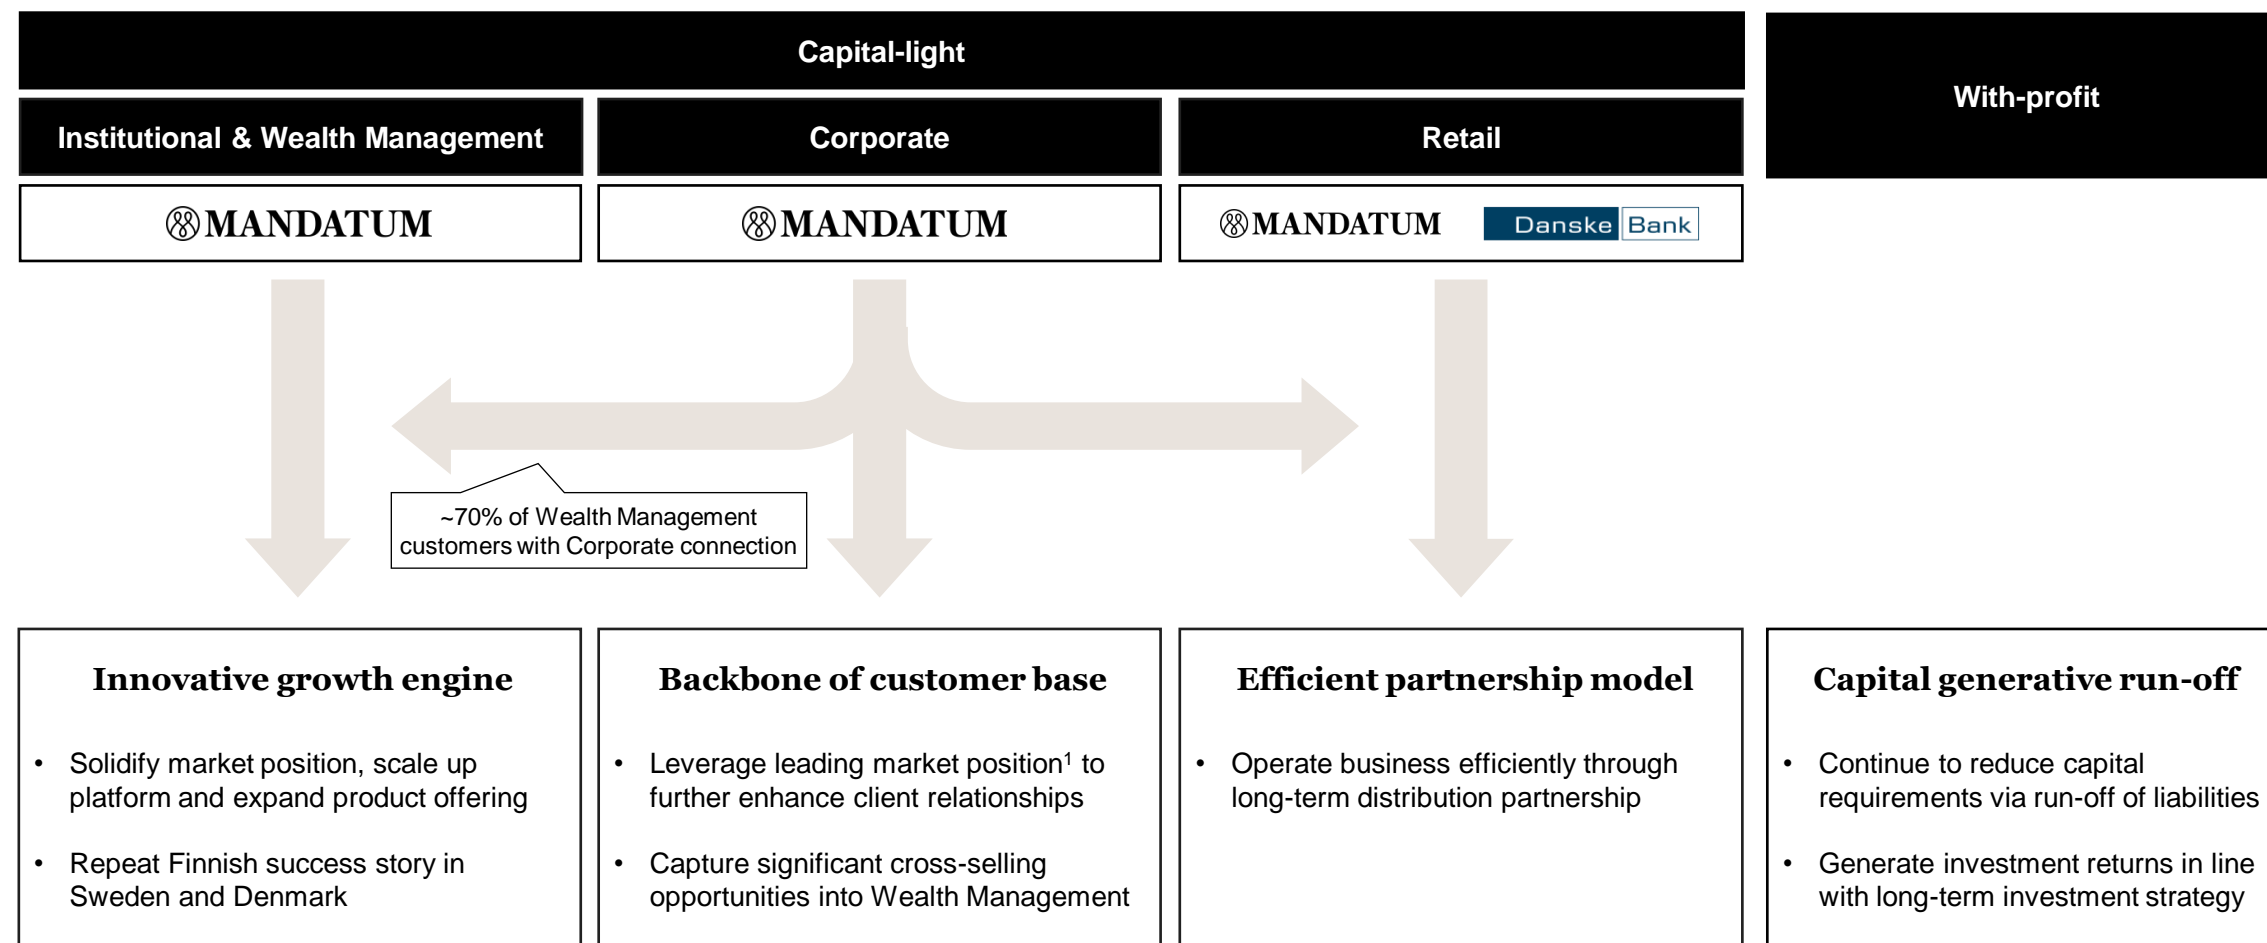 Capital-light
With-profit
Institutional & Wealth Management
Corporate
Retail
MANDATUM
MANDATUM
MANDATUM
Danske Bank
~70% of Wealth Management
customers with Corporate connection
Innovative growth engine
• Solidify market position, scale up
platform and expand product offering
• Repeat Finnish success story in
Sweden and Denmark
Backbone of customer base
• Leverage leading market position¹ to
further enhance client relationships
• Capture significant cross-selling
opportunities into Wealth Management
Efficient partnership model
• Operate business efficiently through
long-term distribution partnership
Capital generative run-off
• Continue to reduce capital
requirements via run-off of liabilities
• Generate investment returns in line
with long-term investment strategy